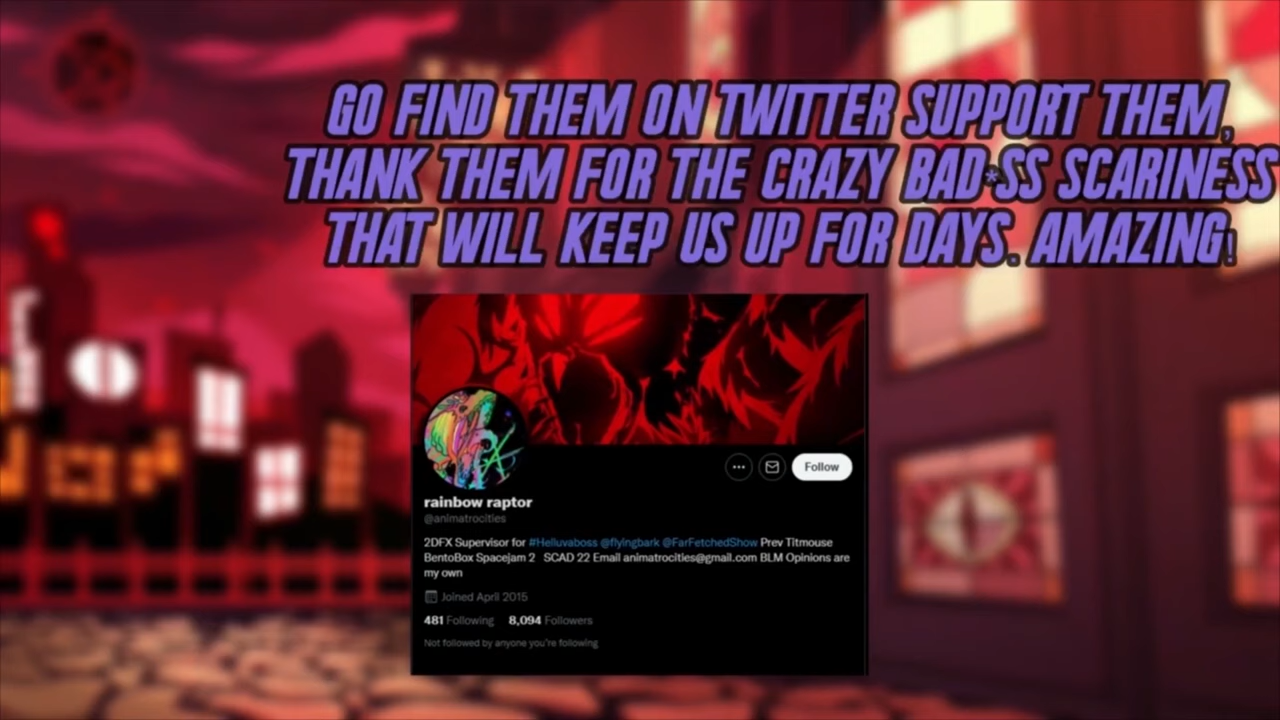 GO FIND THEM ON TWITTER SUPPORT THEM,
THANK THEM FOR THE CRAZY BAD*SS SCARINESS
THAT WILL KEEP US UP FOR DAYS. AMAZING!
Follow
rainbow raptor
@animatrocities
2DFX Supervisor for #Helluvaboss @flyingbark @FarFetchedShow Prev Titmouse
BentoBox Spacejam 2 SCAD 22 Email animatrocities@gmail.com BLM Opinions are
my own
Joined April 2015
481 Following 8,094 Followers
Not followed by anyone you're following